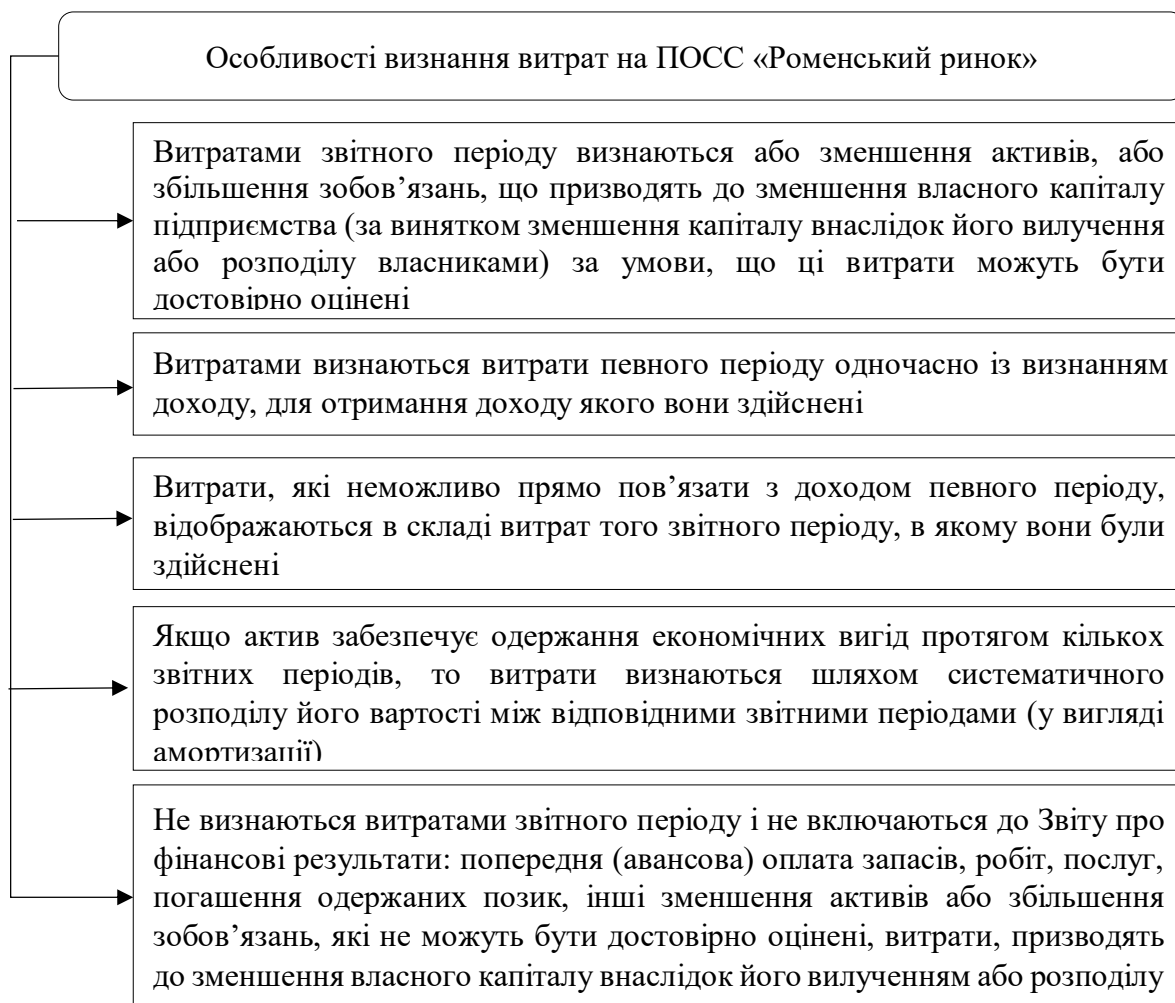 Особливості визнання витрат на ПОСС «Роменський ринок»
Витратами звітного періоду визнаються або зменшення активів, або
збільшення зобов’язань, що призводять до зменшення власного капіталу
підприємства (за винятком зменшення капіталу внаслідок його вилучення
або розподілу власниками) за умови, що ці витрати можуть бути
достовірно оцінені
Витратами визнаються витрати певного періоду одночасно із визнанням
доходу, для отримання доходу якого вони здійснені
Витрати, які неможливо прямо пов’язати з доходом певного періоду,
відображаються в складі витрат того звітного періоду, в якому вони були
здійснені
Якщо актив забезпечує одержання економічних вигід протягом кількох
звітних періодів, то витрати визнаються шляхом систематичного
розподілу його вартості між відповідними звітними періодами (у вигляді
амортизації)
Не визнаються витратами звітного періоду і не включаються до Звіту про
фінансові результати: попередня (авансова) оплата запасів, робіт, послуг,
погашення одержаних позик, інші зменшення активів або збільшення
зобов’язань, які не можуть бути достовірно оцінені, витрати, призводять
до зменшення власного капіталу внаслідок його вилученням або розподілу